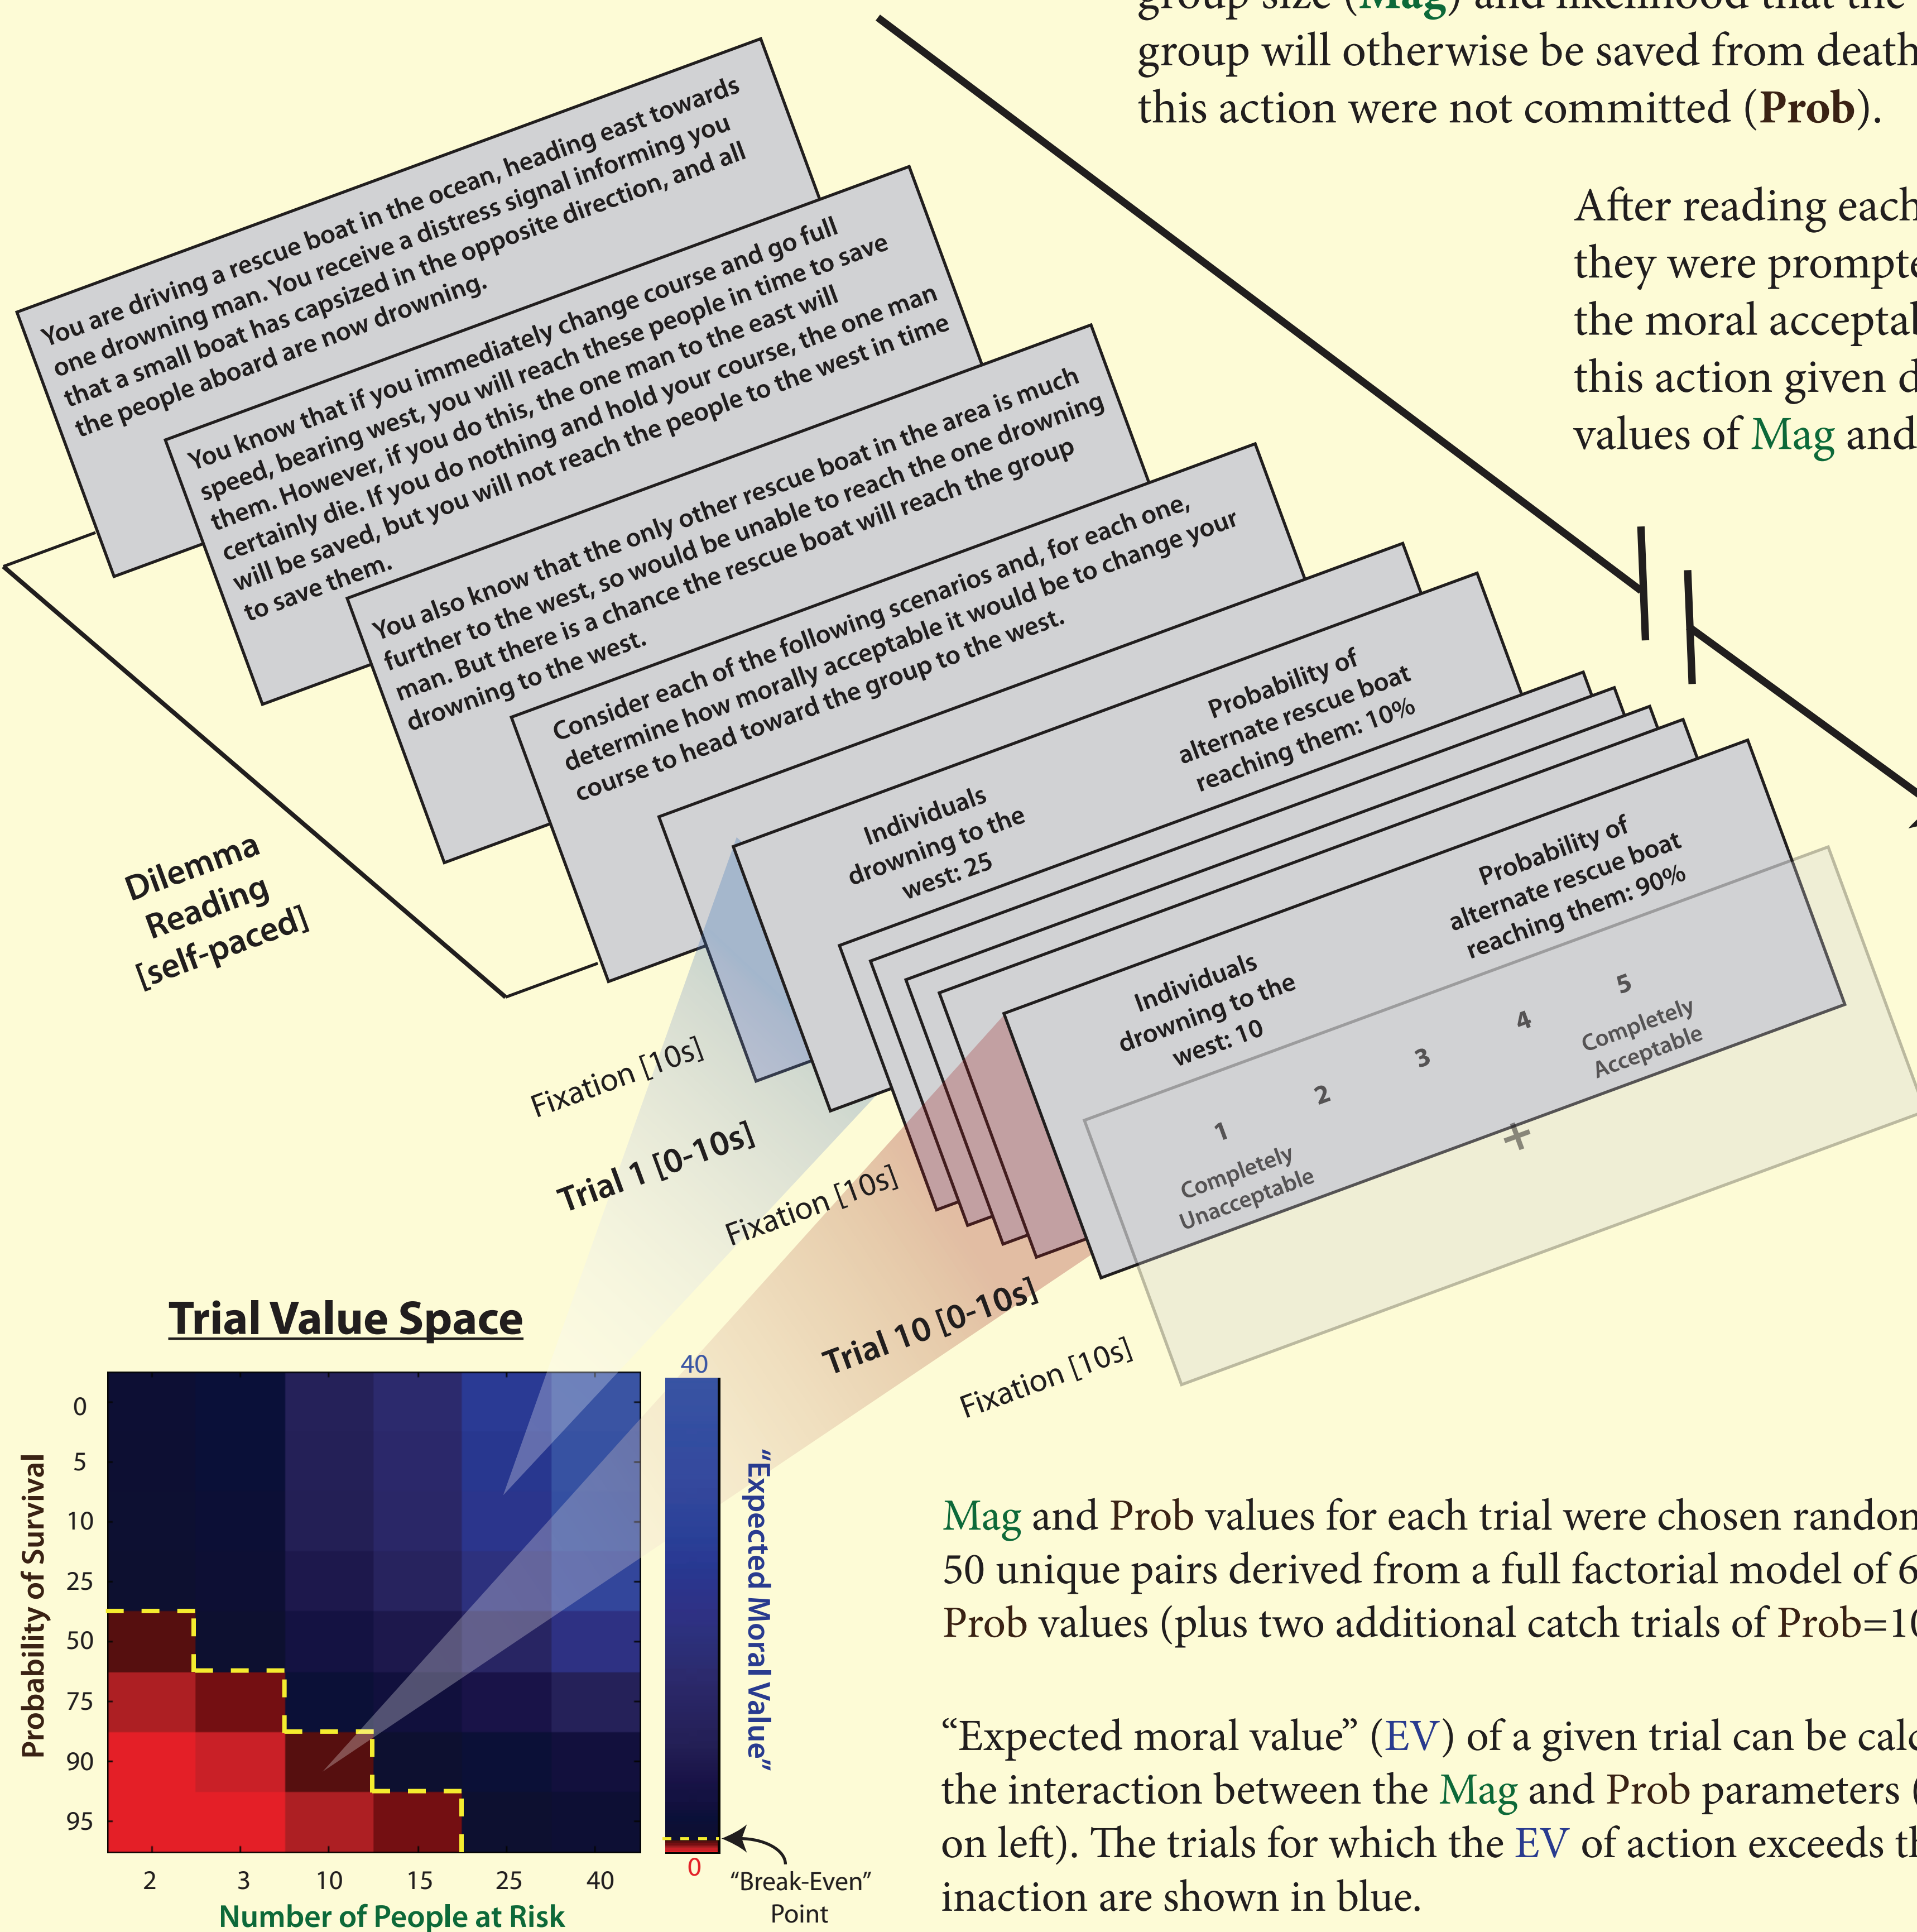 group size (Mag) and likelihood that the
group will otherwise be saved from death
this action were not committed (Prob).
After reading each
they were prompte
the moral acceptab
this action given d
values of Mag and
You are driving a rescue boat in the ocean, heading east towards
one drowning man. You receive a distress signal informing you
that a small boat has capsized in the opposite direction, and all
the people aboard are now drowning.
You know that if you immediately change course and go full
speed, bearing west, you will reach these people in time to save
them. However, if you do this, the one man to the east will
certainly die. If you do nothing and hold your course, the one man
will be saved, but you will not reach the people to the west in time
to save them.
You also know that the only other rescue boat in the area is much
further to the west, so would be unable to reach the one drowning
man. But there is a chance the rescue boat will reach the group
drowning to the west.
Consider each of the following scenarios and, for each one,
determine how morally acceptable it would be to change your
course to head toward the group to the west.
Individuals
drowning to the
west: 25
Probability of
alternate rescue boat
reaching them: 10%
Individuals
drowning to the
west: 10
Probability of
alternate rescue boat
reaching them: 90%
1 2 3 4 5
Completely
Unacceptable
Completely
Acceptable
+
Dilemma
Reading
[self-paced]
Fixation [10s]
Trial 1 [0-10s]
Fixation [10s]
Trial 10 [0-10s]
Fixation [10s]
Trial Value Space
Probability of Survival
0
5
10
25
50
75
90
95
2 3 10 15 25 40
Number of People at Risk
40
"Expected Moral Value"
0
“Break-Even”
Point
Mag and Prob values for each trial were chosen random
50 unique pairs derived from a full factorial model of 6
Prob values (plus two additional catch trials of Prob=10
“Expected moral value” (EV) of a given trial can be calc
the interaction between the Mag and Prob parameters (
on left). The trials for which the EV of action exceeds th
inaction are shown in blue.